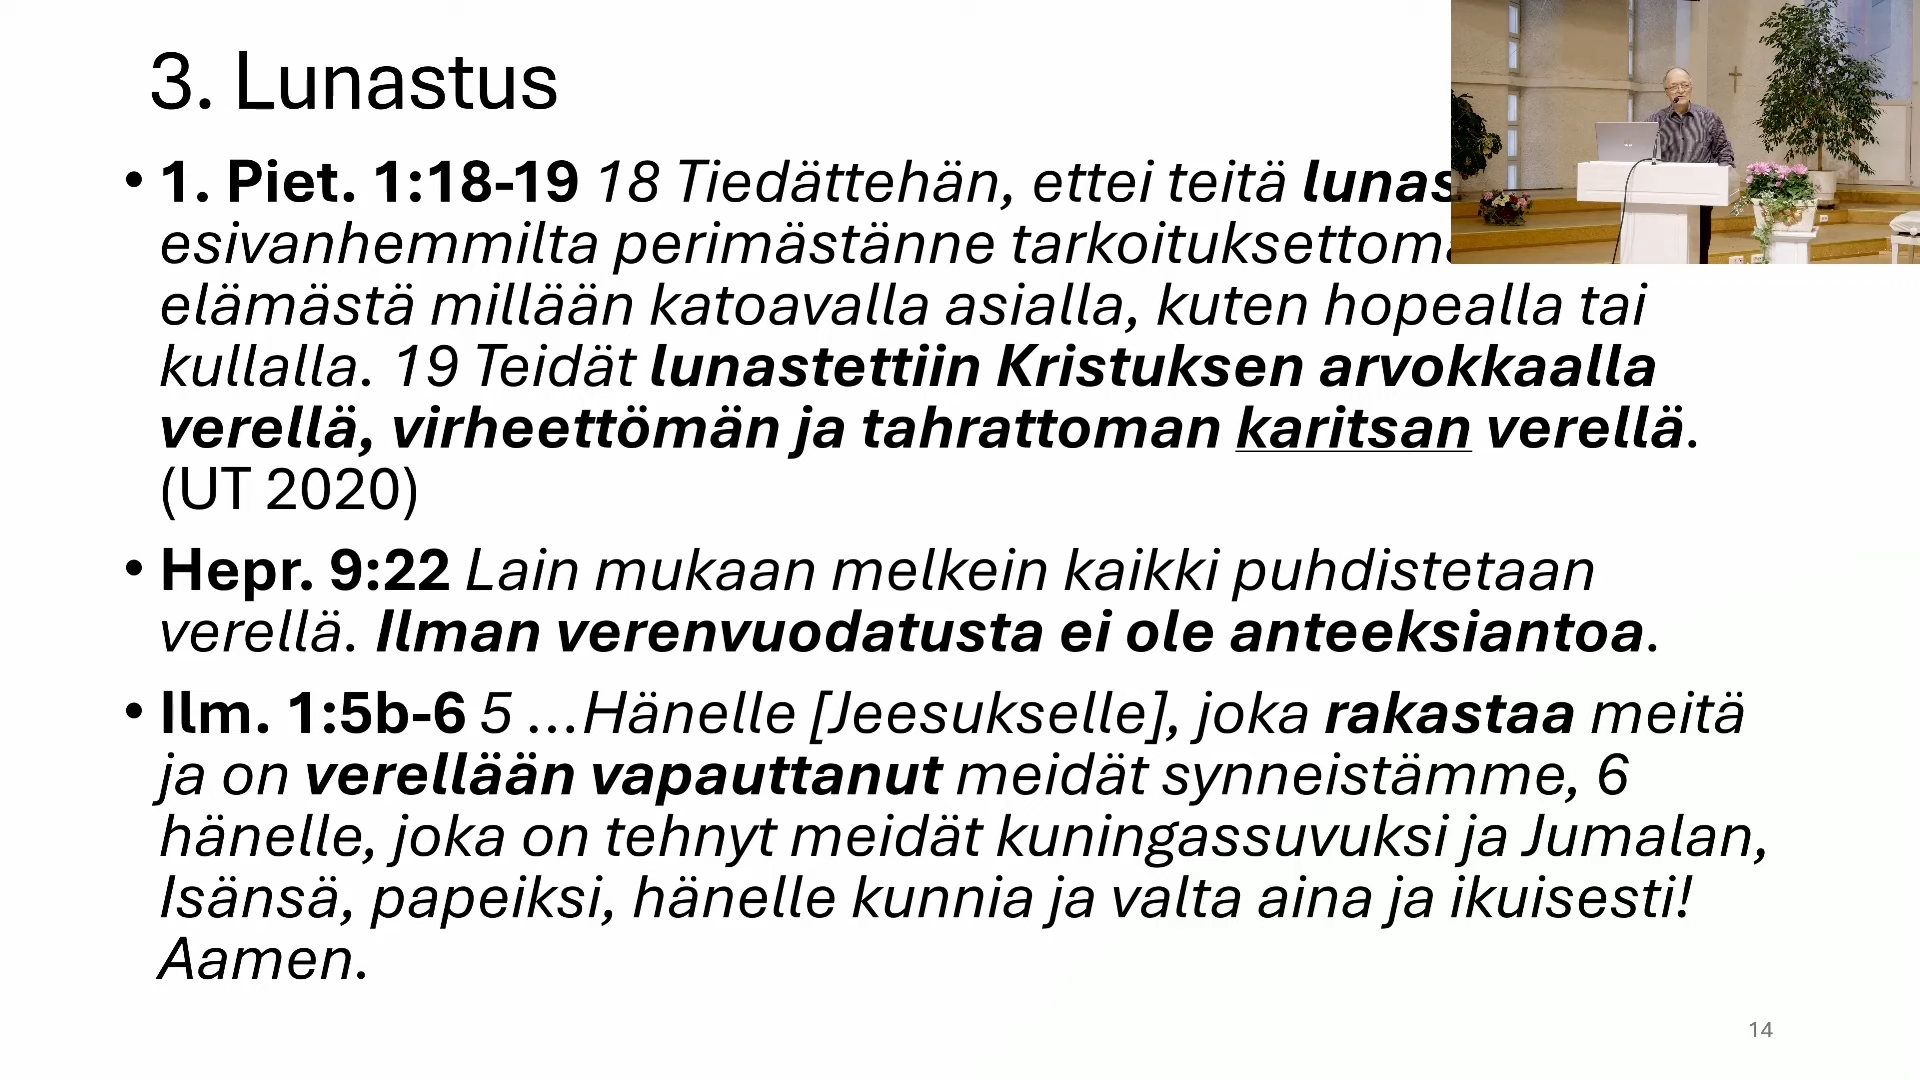 3. Lunastus
• 1. Piet. 1:18-19 18 Tiedättehän, ettei teitä
esivanhemmilta perimästänne
elämästä millään katoavalla asialla, kuten hopealla tai
kullalla. 19 Teidät lunastettiin Kristuksen arvokkaalla
verellä, virheettömän ja tahrattoman karitsan verellä.
(UT 2020)
• Hepr. 9:22 Lain mukaan melkein kaikki puhdistetaan
verellä. Ilman verenvuodatusta ei ole anteeksiantoa.
• Ilm. 1:5b-6 5 ...Hänelle [Jeesukselle], joka rakastaa meitä
ja on verellään vapauttanut meidät synneistämme, 6
hänelle, joka on tehnyt meidät kuningassuvuksi ja Jumalan,
Isänsä, papeiksi, hänelle kunnia ja valta aina ja ikuisesti!
Aamen.
14